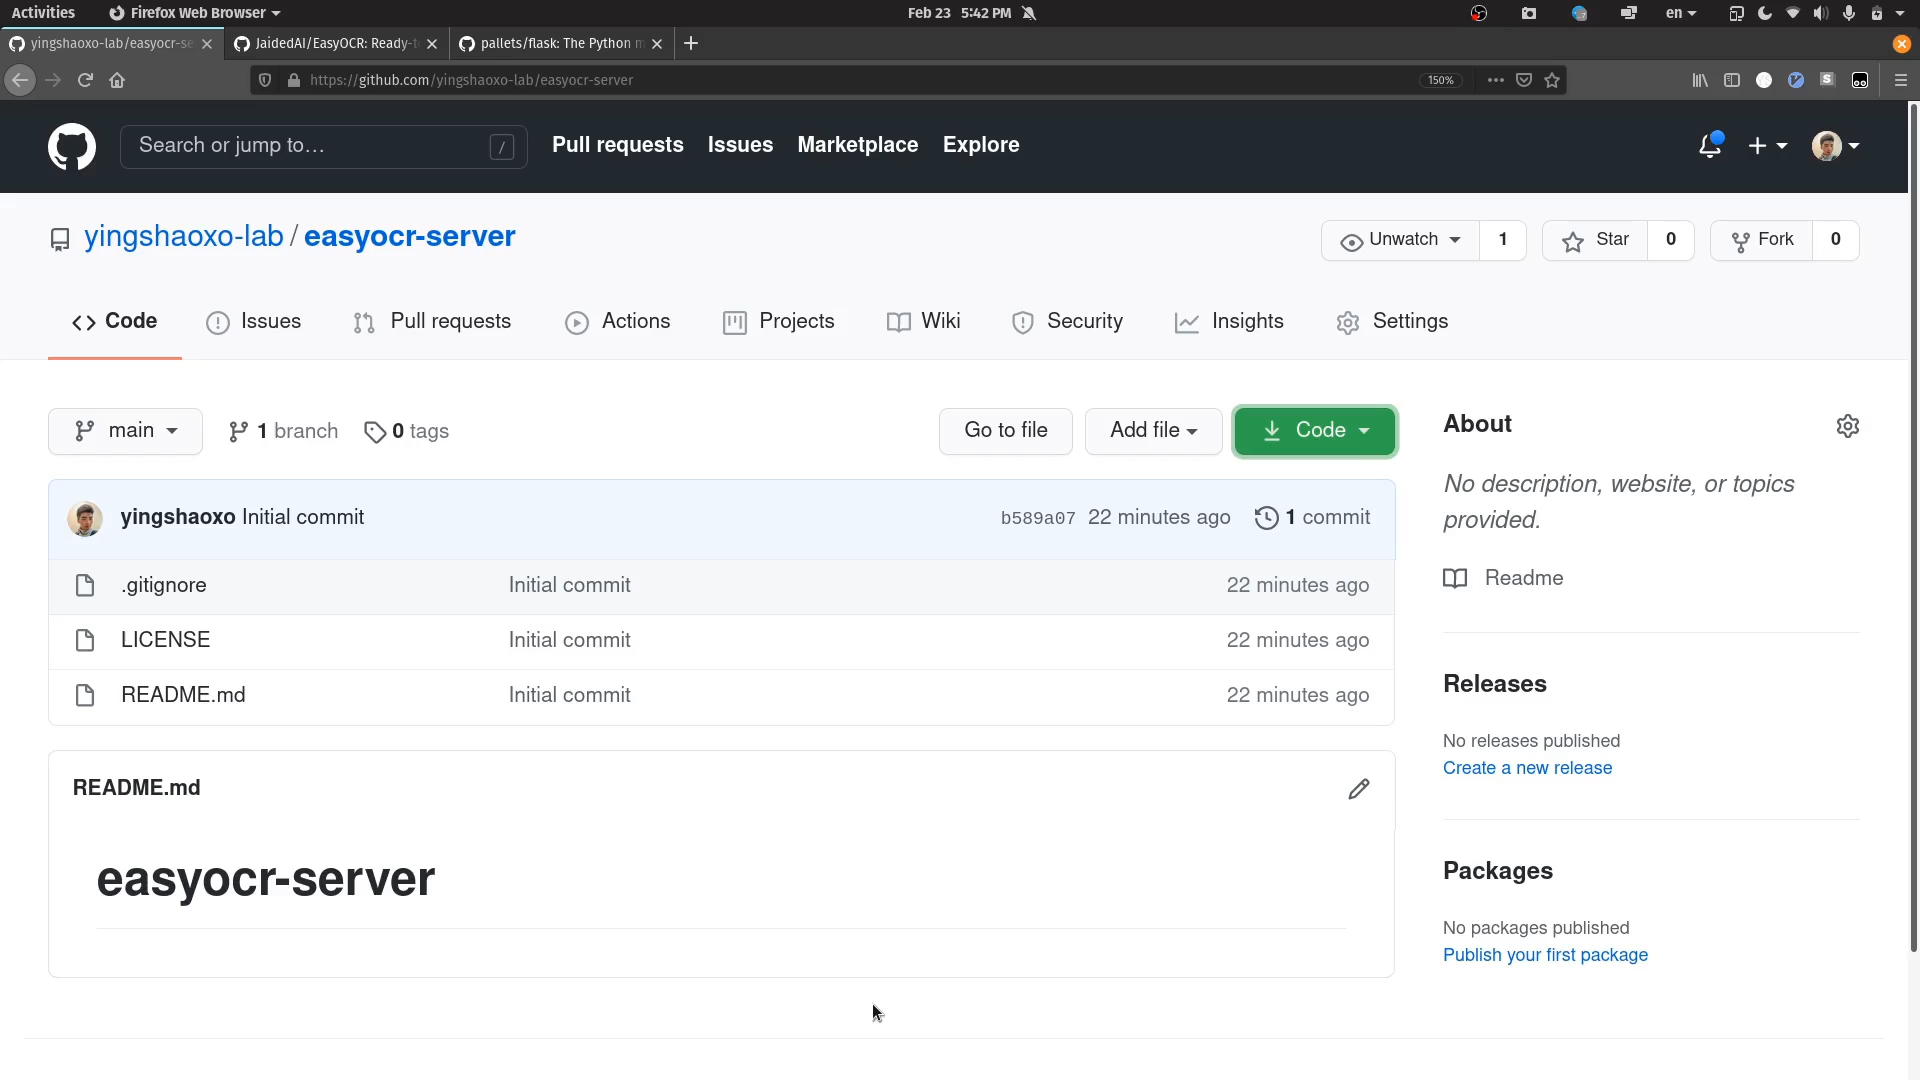 Activities Firefox Web Browser Feb 23 5:42 PM en
yingshaoxo-lab/easyocr-se JaidedAI/EasyOCR: Ready-t pallets/flask: The Python m
https://github.com/yingshaoxo-lab/easyocr-server 150%
Search or jump to… / Pull requests Issues Marketplace Explore
yingshaoxo-lab / easyocr-server Unwatch 1 Star 0 Fork 0
Code Issues Pull requests Actions Projects Wiki Security Insights Settings
main 1 branch 0 tags Go to file Add file Code
yingshaoxo Initial commit b589a07 22 minutes ago 1 commit
.gitignore Initial commit 22 minutes ago
LICENSE Initial commit 22 minutes ago
README.md Initial commit 22 minutes ago
README.md
easyocr-server
About
No description, website, or topics
provided.
Readme
Releases
No releases published
Create a new release
Packages
No packages published
Publish your first package